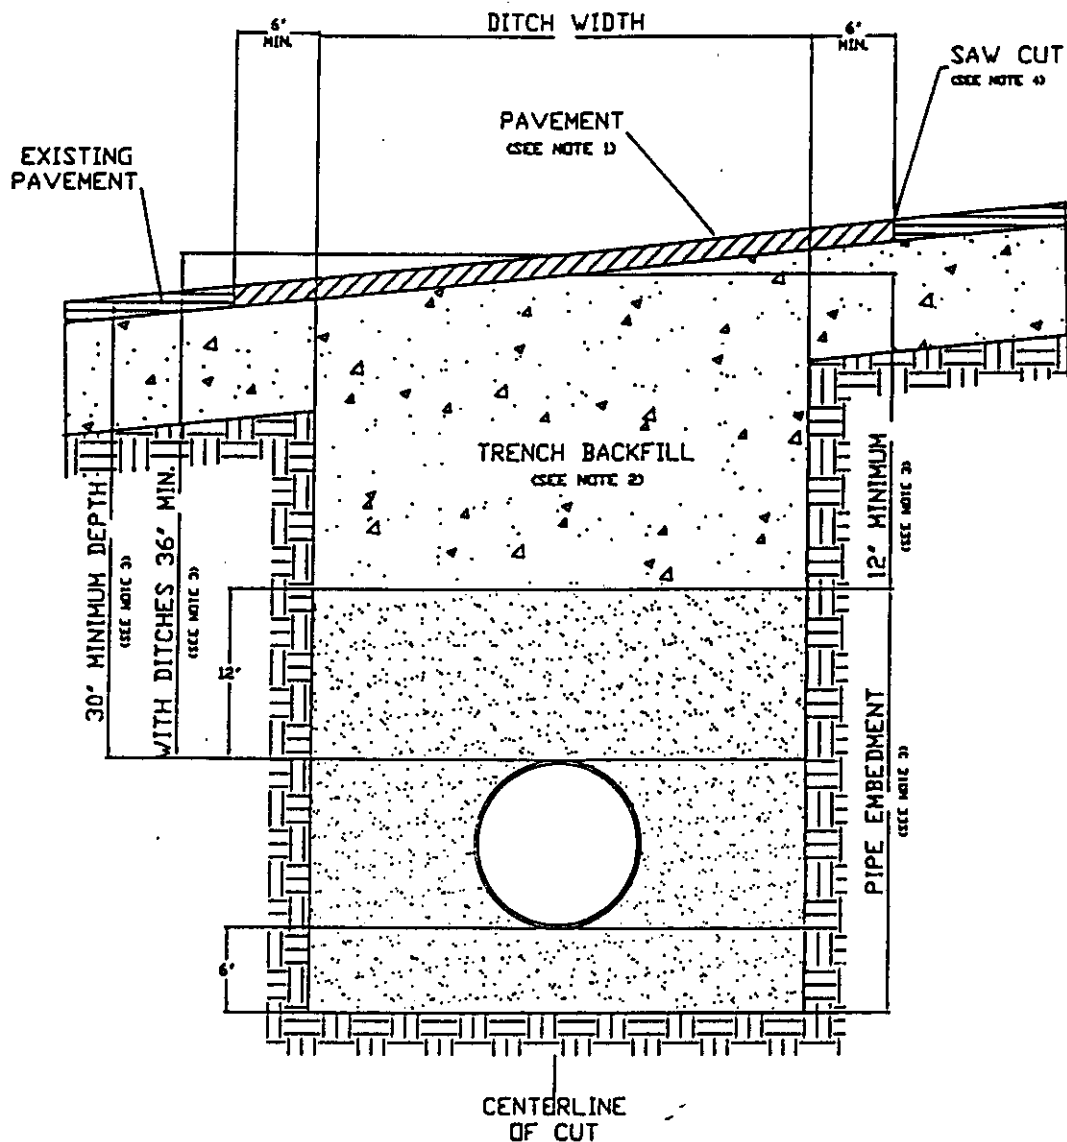 6" MIN.
DITCH WIDTH
6" MIN.
SAW CUT
(SEE NOTE 4)
PAVEMENT
(SEE NOTE 1)
EXISTING
PAVEMENT
TRENCH BACKFILL
(SEE NOTE 2)
30" MINIMUM DEPTH
(SEE NOTE 3)
WITH DITCHES 36" MIN.
(SEE NOTE 3)
12" MINIMUM
(SEE NOTE 3)
12"
PIPE EMBEDMENT
(SEE NOTE 3)
6"
CENTERLINE
OF CUT